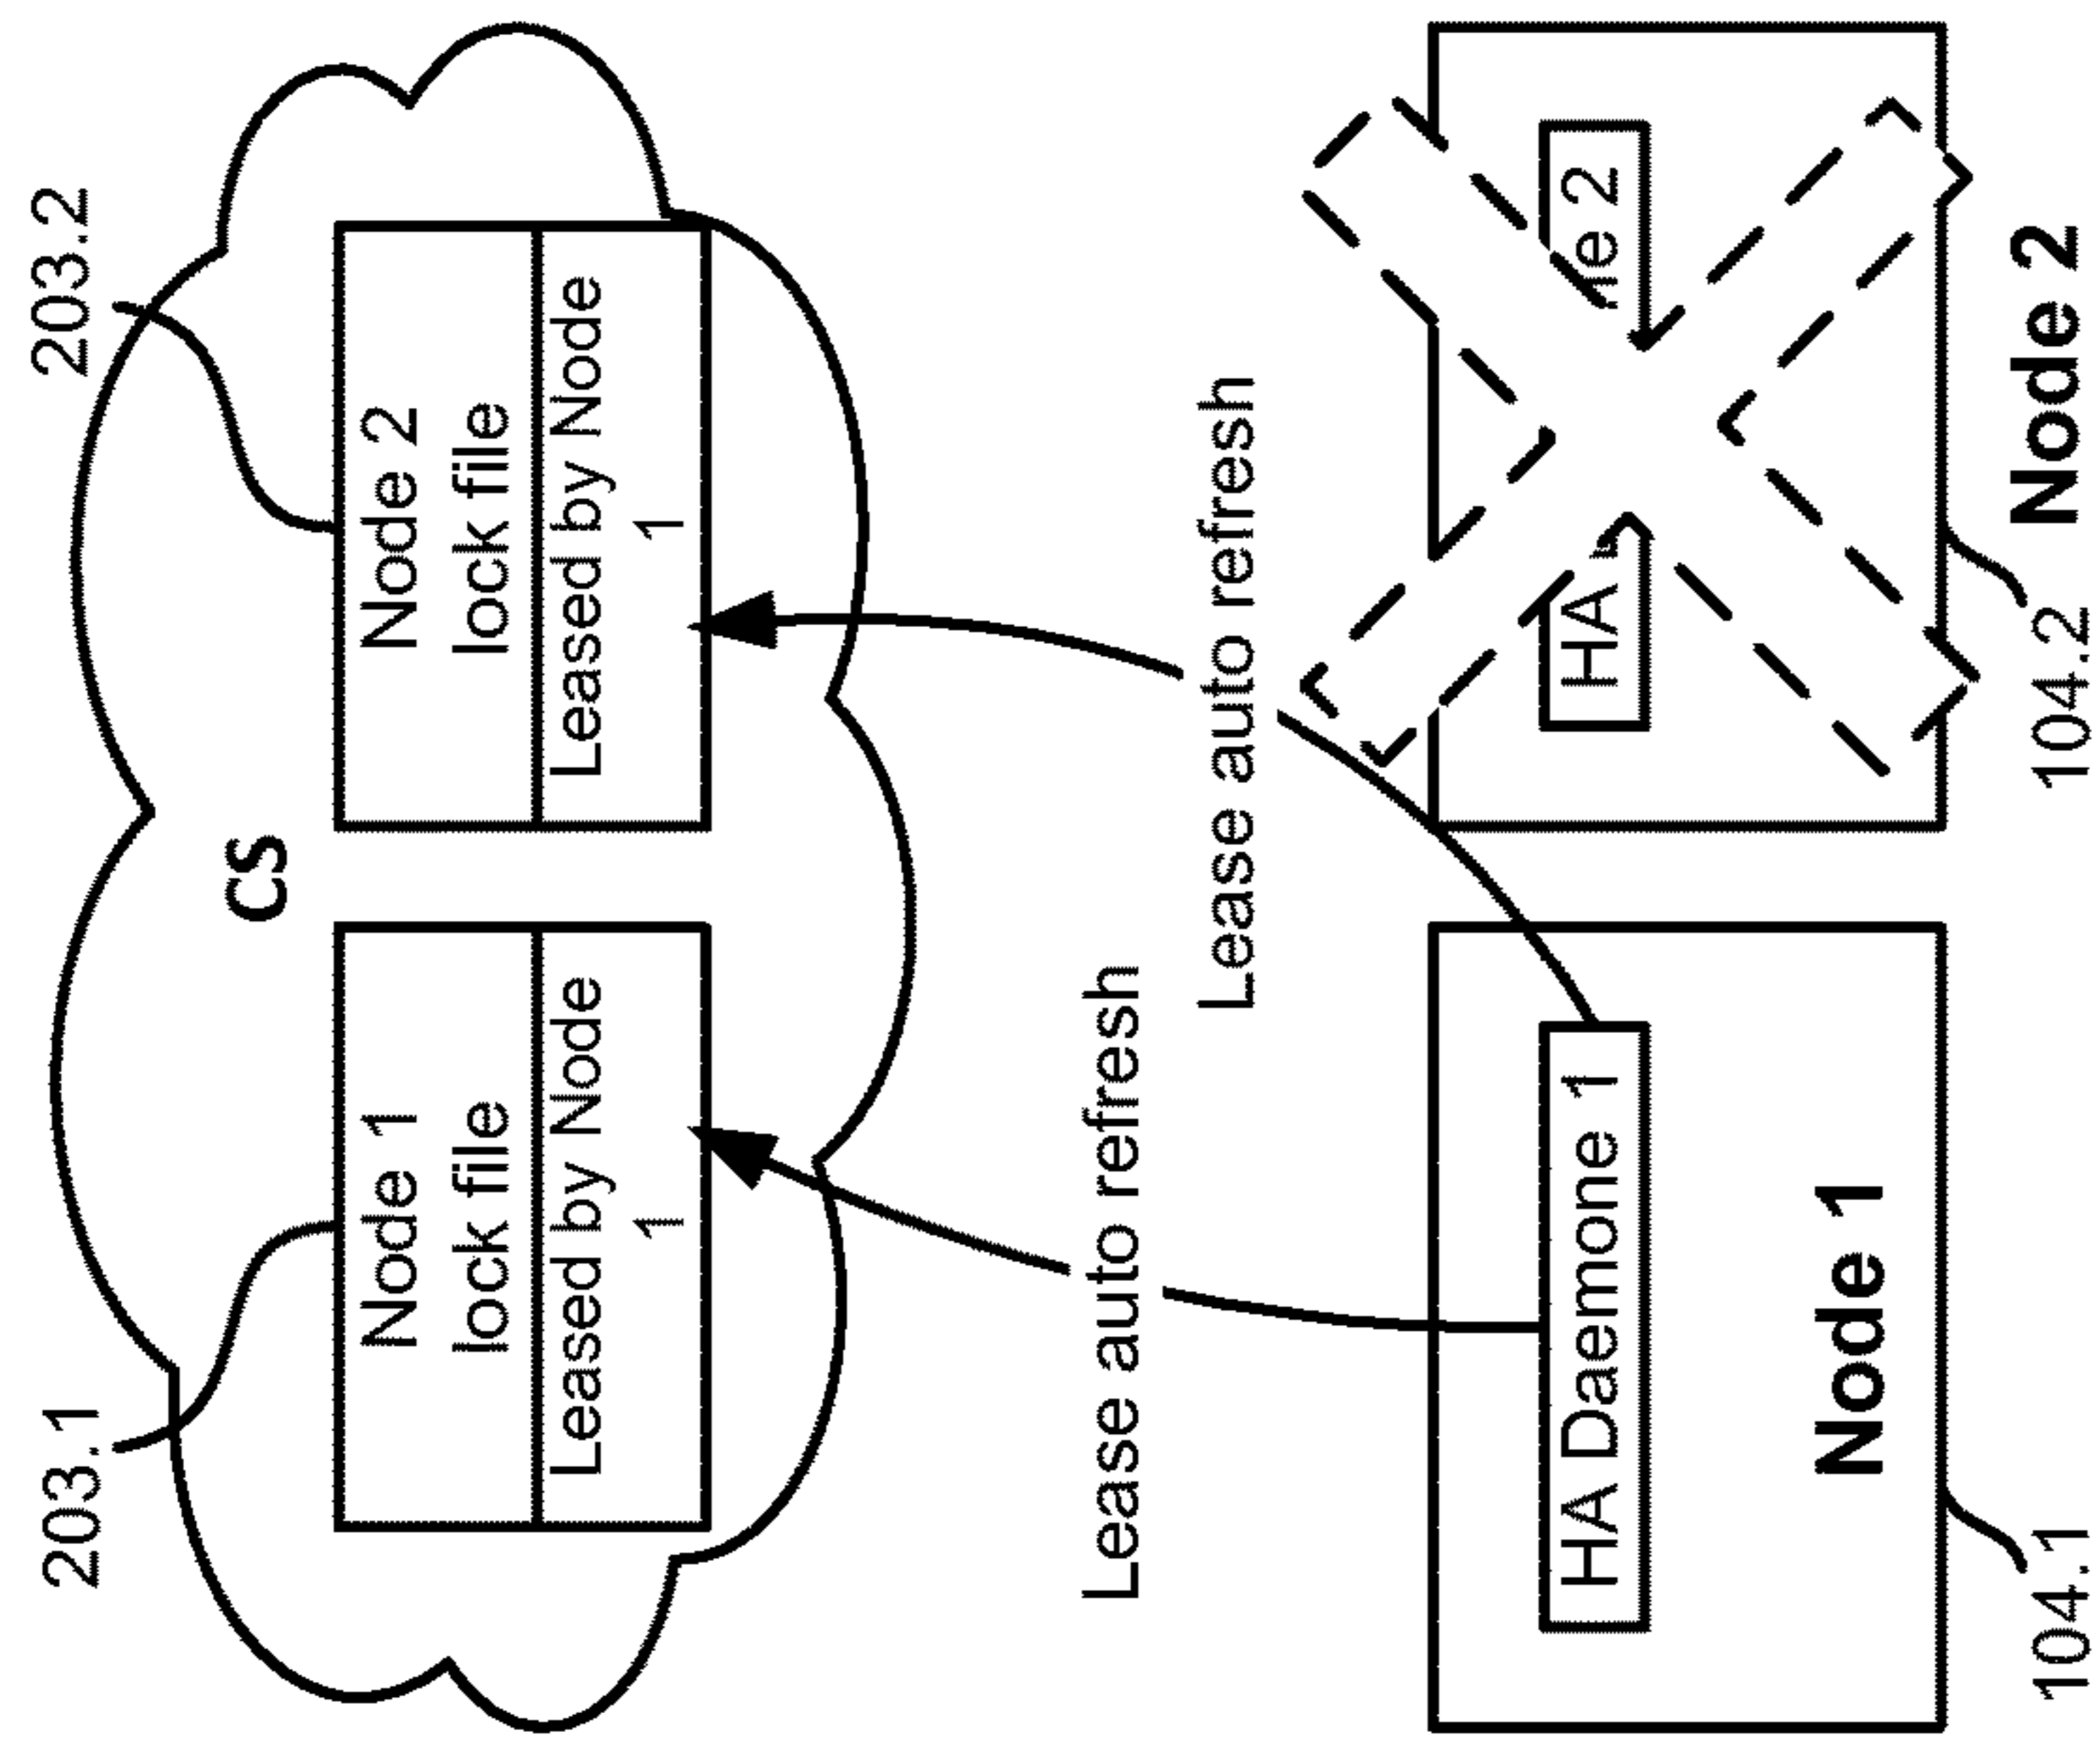 203.1
203.2
CS
Node 1
lock file
Leased by Node
1
Node 2
lock file
Leased by Node
1
Lease auto refresh
Lease auto refresh
HA Daemone 1
Node 1
HA
2
104.1
104.2
Node 2